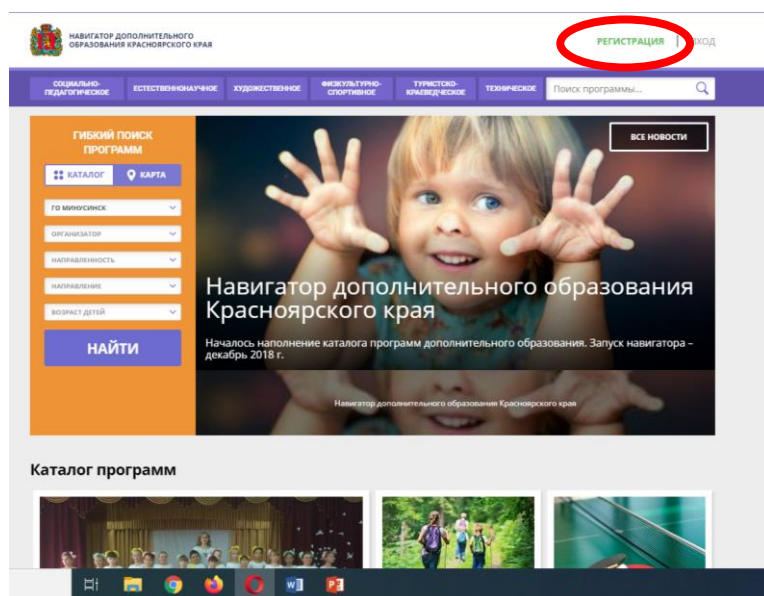 НАВИГАТОР ДОПОЛНИТЕЛЬНОГО
ОБРАЗОВАНИЯ КРАСНОЯРСКОГО КРАЯ
РЕГИСТРАЦИЯ
СОЦИАЛЬНО-
ПЕДАГОГИЧЕСКОЕ
ЕСТЕСТВЕННОНАУЧНОЕ
ХУДОЖЕСТВЕННОЕ
ФИЗКУЛЬТУРНО-
СПОРТИВНОЕ
ТУРИСТСКО-
КРАЕВЕДЧЕСКОЕ
ТЕХНИЧЕСКОЕ
Поиск программы...
ГИБКИЙ ПОИСК
ПРОГРАММ
КАТАЛОГ
КАРТА
ГО МИНУСИНСК
ОРГАНИЗАТОР
НАПРАВЛЕННОСТЬ
НАПРАВЛЕНИЕ
ВОЗРАСТ ДЕТЕЙ
НАЙТИ
ВСЕ НОВОСТИ
Навигатор дополнительного образования
Красноярского края
Началось наполнение каталога программ дополнительного образования. Запуск навигатора –
декабрь 2018 г.
Навигатор дополнительного образования Красноярского края
Каталог программ